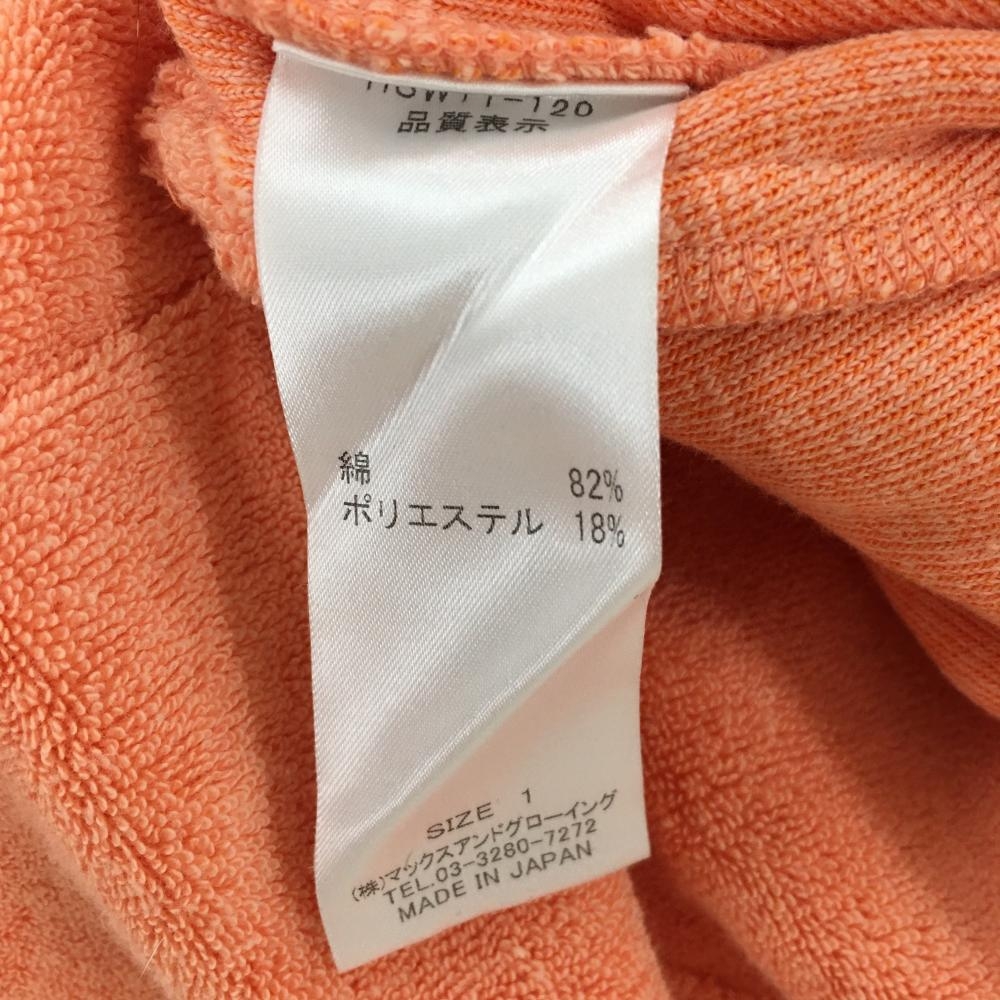 品質表示
綿 82%
ポリエステル 18%
SIZE 1
(株)マックスアンドグローイング
TEL.03-3280-7272
MADE IN JAPAN